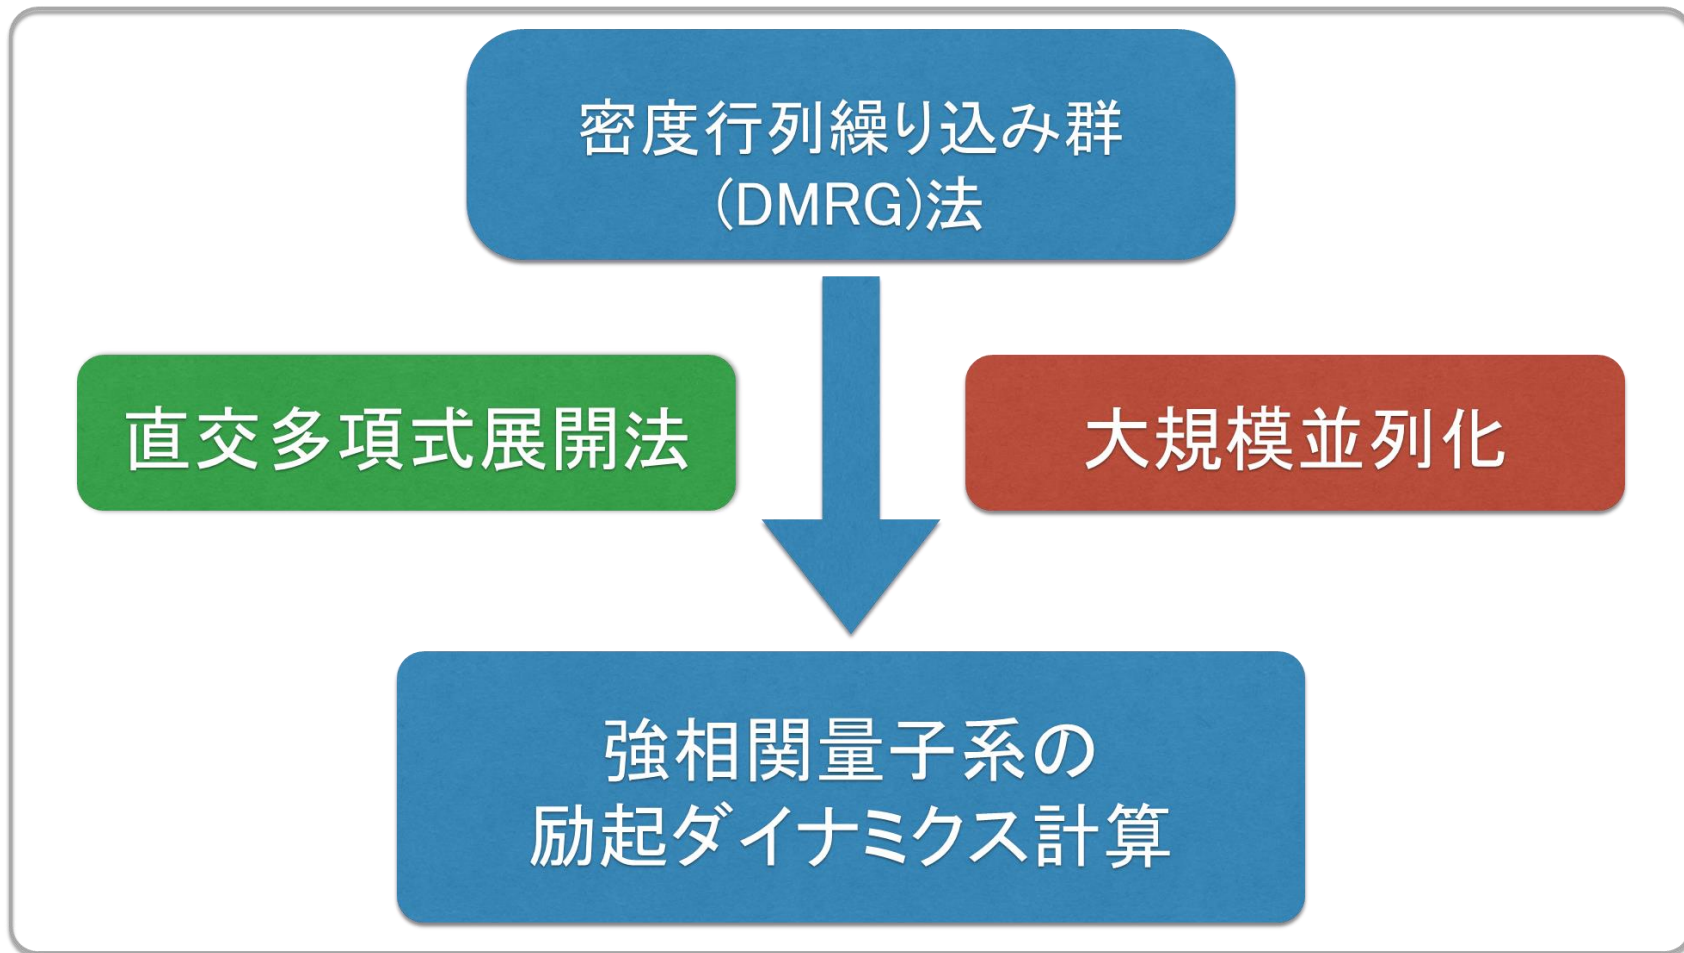 密度行列繰り込み群
(DMRG)法
直交多項式展開法
大規模並列化
強相関量子系の
励起ダイナミクス計算